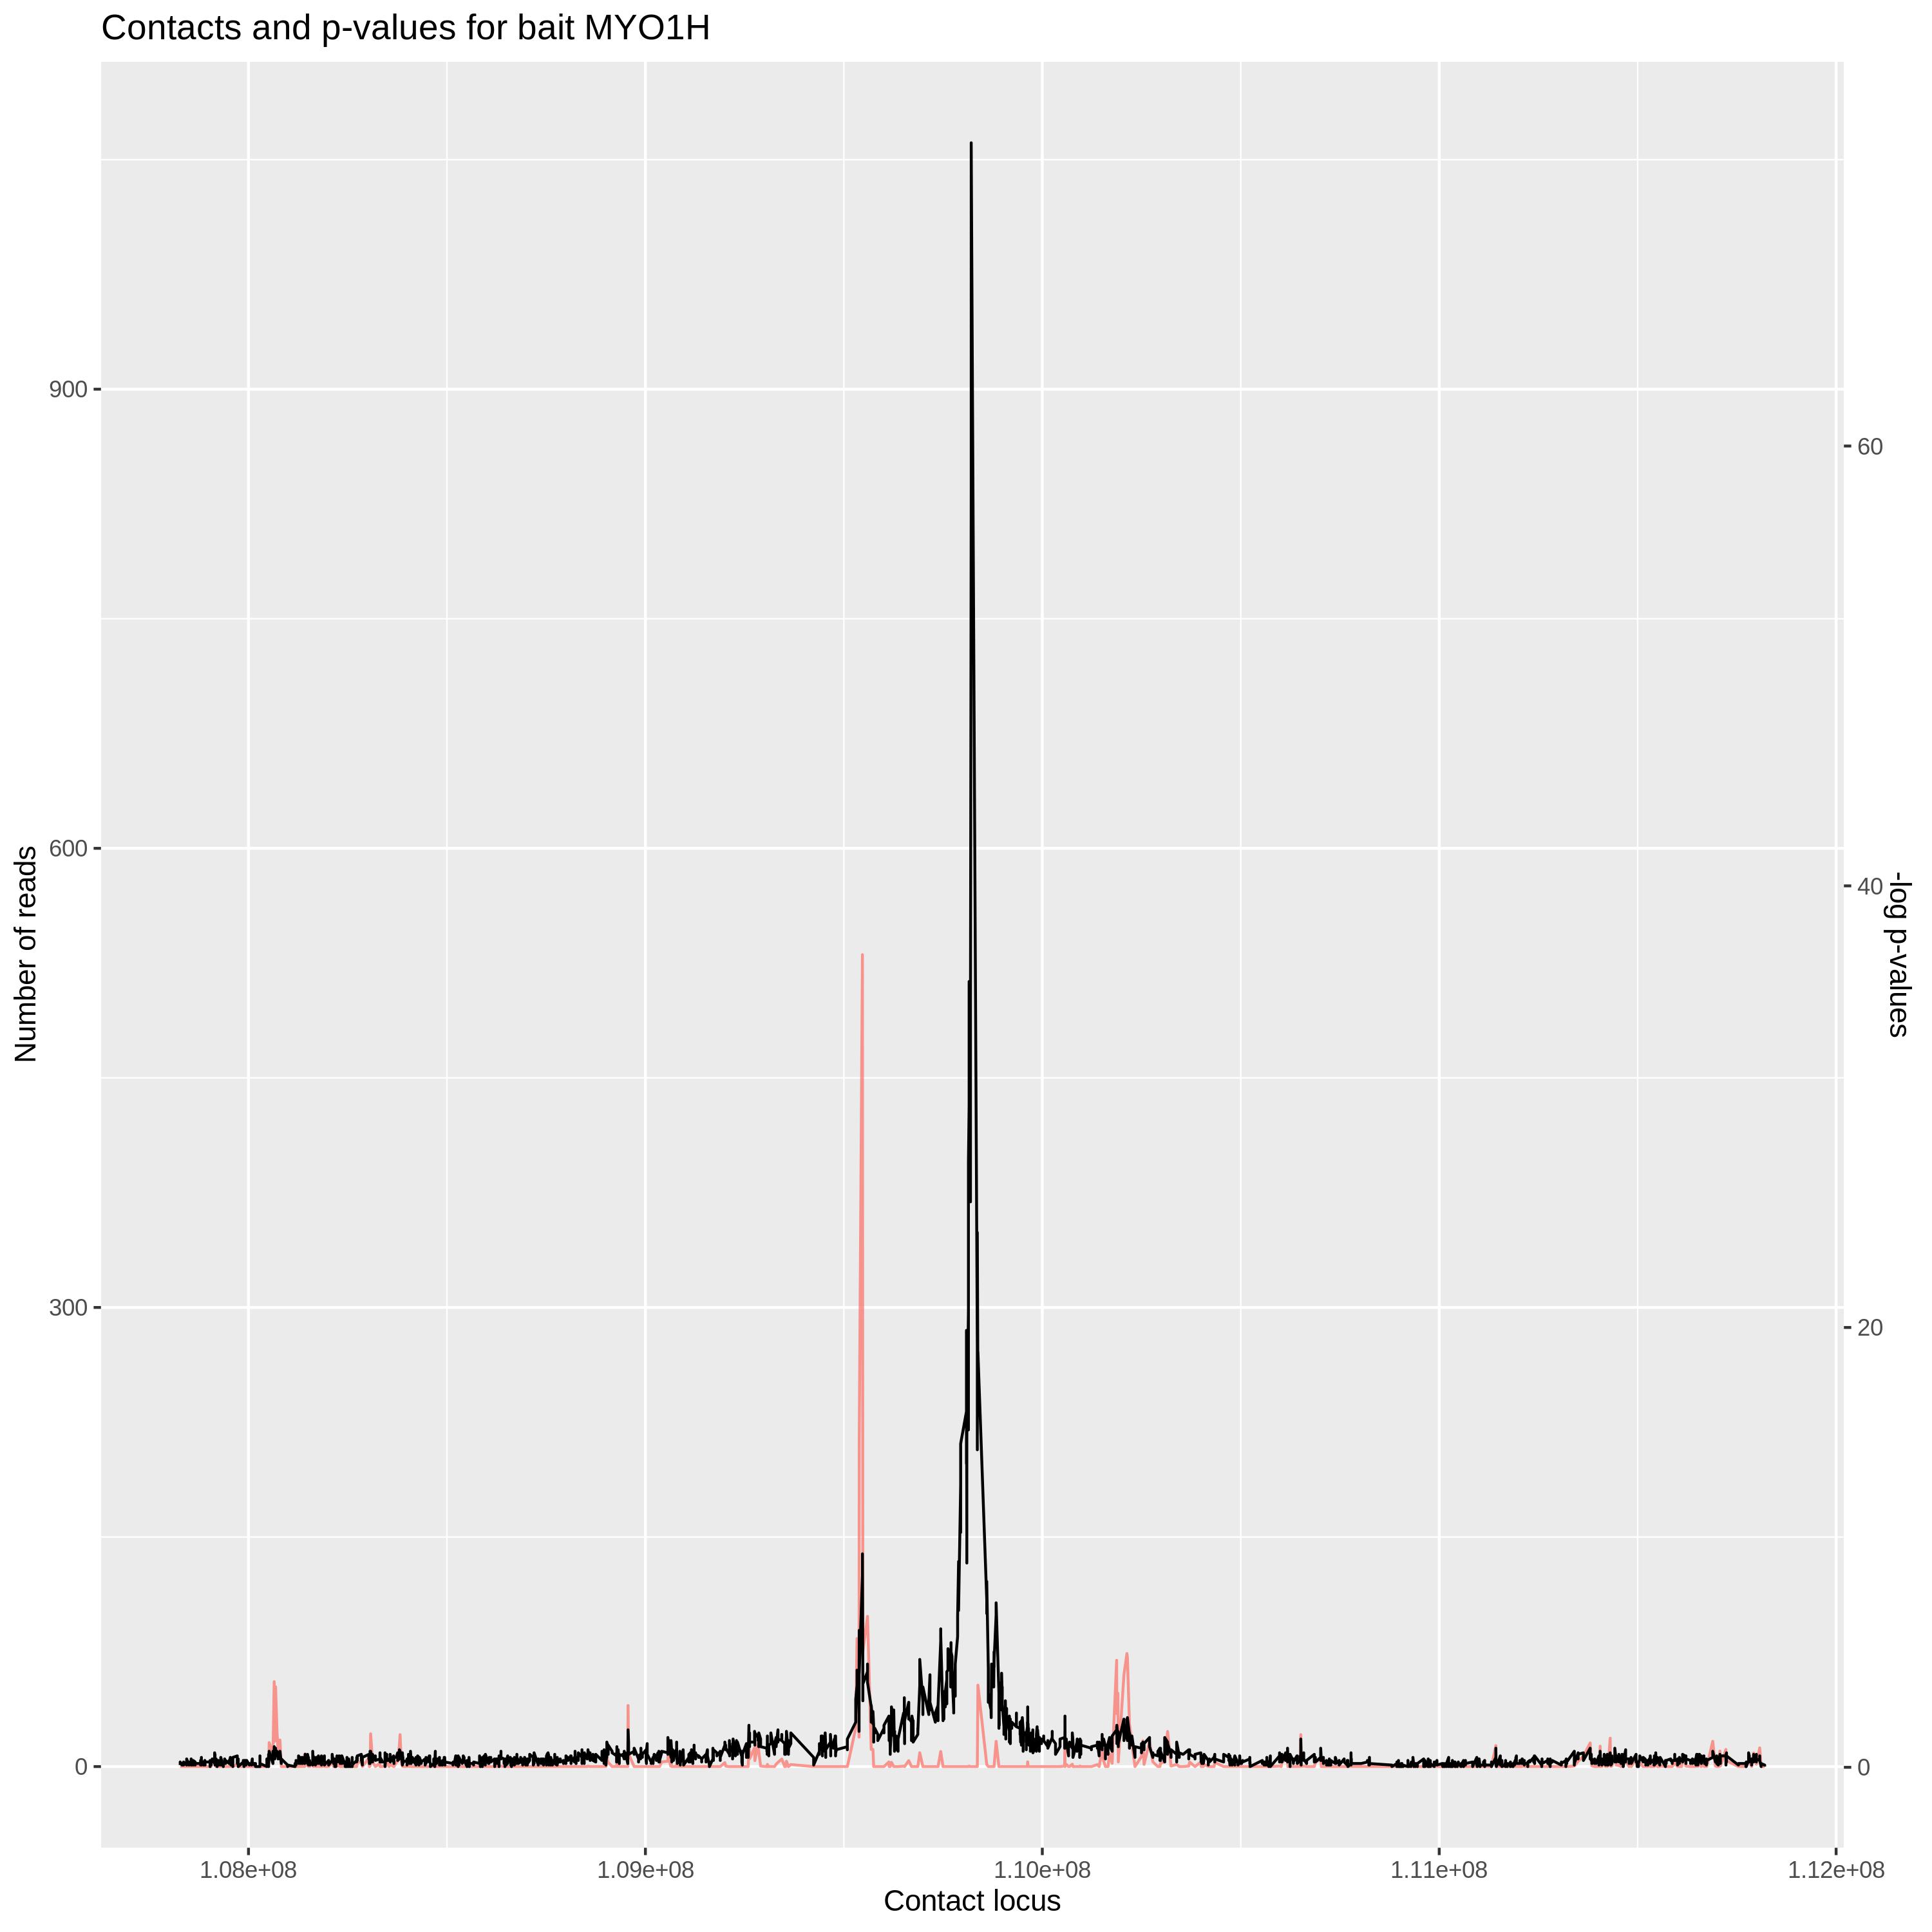 Contacts and p-values for bait MYO1H
900
600
300
0
Number of reads
60
40
20
0
-log p-values
1.08e+08 1.09e+08 1.10e+08 1.11e+08 1.12e+08
Contact locus